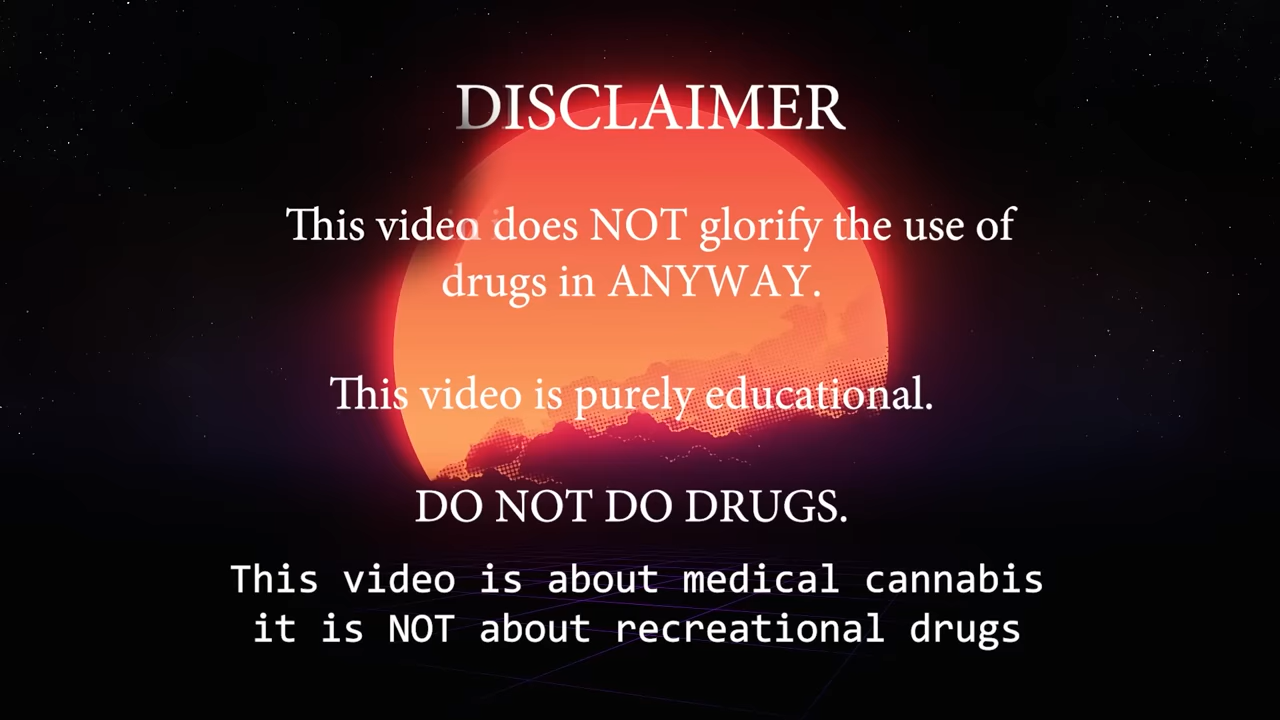 DISCLAIMER
This video does NOT glorify the use of
drugs in ANYWAY.
This video is purely educational.
DO NOT DO DRUGS.
This video is about medical cannabis
it is NOT about recreational drugs